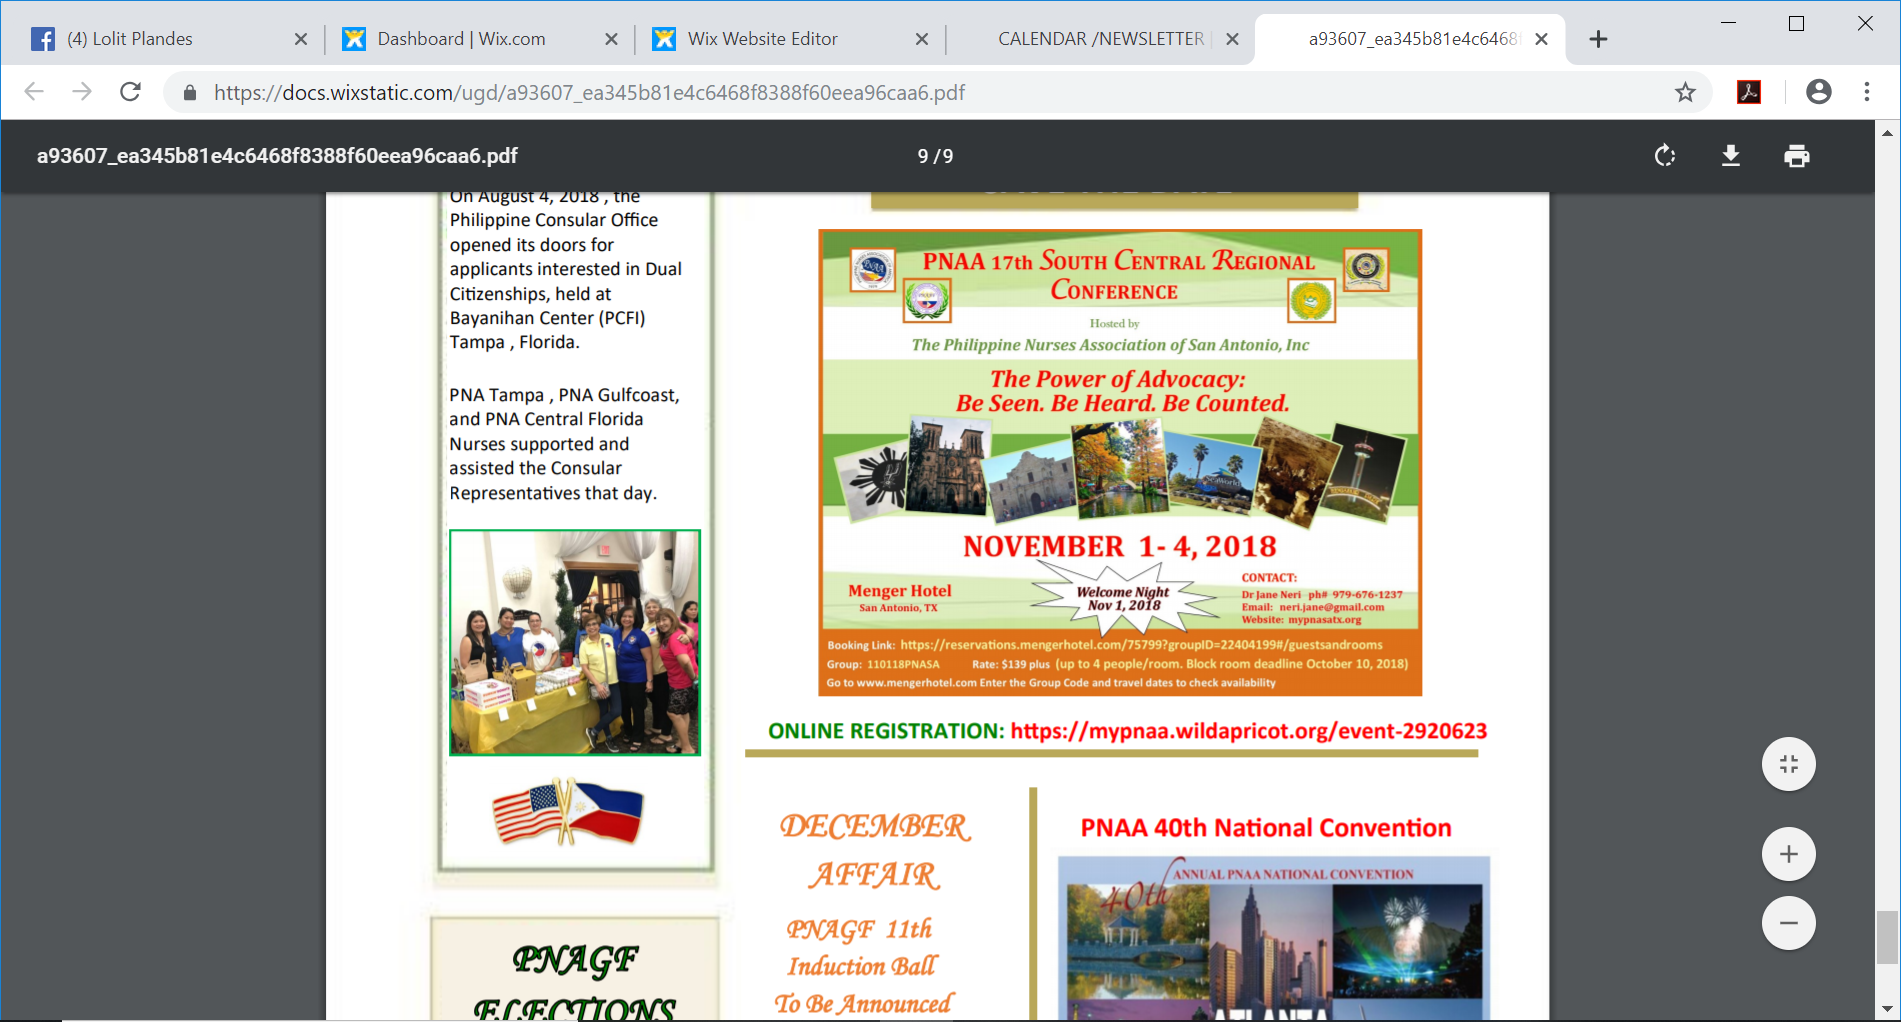 (4) Lolit Plandes
Dashboard | Wix.com
Wix Website Editor
CALENDAR /NEWSLETTER |
a93607_ea345b81e4c6468f
https://docs.wixstatic.com/ugd/a93607_ea345b81e4c6468f8388f60eea96caa6.pdf
a93607_ea345b81e4c6468f8388f60eea96caa6.pdf
9 / 9
On August 4, 2018 , the
Philippine Consular Office
opened its doors for
applicants interested in Dual
Citizenships, held at
Bayanihan Center (PCFI)
Tampa , Florida.
PNA Tampa , PNA Gulfcoast,
and PNA Central Florida
Nurses supported and
assisted the Consular
Representatives that day.
PNAGF
ELECTIONS
SAVE THE DATE
PNAA 17th SOUTH CENTRAL REGIONAL
CONFERENCE
PNAA
Hosted by
The Philippine Nurses Association of San Antonio, Inc
The Power of Advocacy:
Be Seen. Be Heard. Be Counted.
SeaWorld
NOVEMBER 1- 4, 2018
Menger Hotel
San Antonio, TX
Welcome Night
Nov 1, 2018
CONTACT:
Dr Jane Neri ph# 979-676-1237
Email: neri.jane@gmail.com
Website: mypnasatx.org
Booking Link: https://reservations.mengerhotel.com/75799?groupID=22404199#/guestsandrooms
Group: 110118PNASA Rate: $139 plus (up to 4 people/room. Block room deadline October 10, 2018)
Go to www.mengerhotel.com Enter the Group Code and travel dates to check availability
ONLINE REGISTRATION: https://mypnaa.wildapricot.org/event-2920623
DECEMBER
AFFAIR
PNAGF 11th
Induction Ball
To Be Announced
PNAA 40th National Convention
40th ANNUAL PNAA NATIONAL CONVENTION
ATLANTA